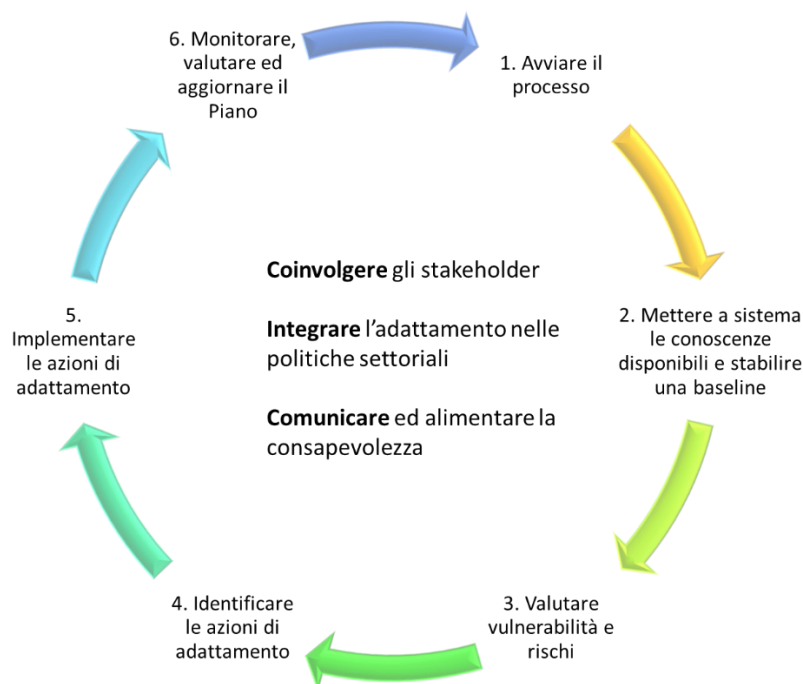 1. Avviare il
processo
2. Mettere a sistema
le conoscenze
disponibili e stabilire
una baseline
3. Valutare
vulnerabilità e
rischi
4. Identificare
le azioni di
adattamento
5.
Implementare
le azioni di
adattamento
6. Monitorare,
valutare ed
aggiornare il
Piano
Coinvolgere gli stakeholder
Integrare l’adattamento nelle
politiche settoriali
Comunicare ed alimentare la
consapevolezza